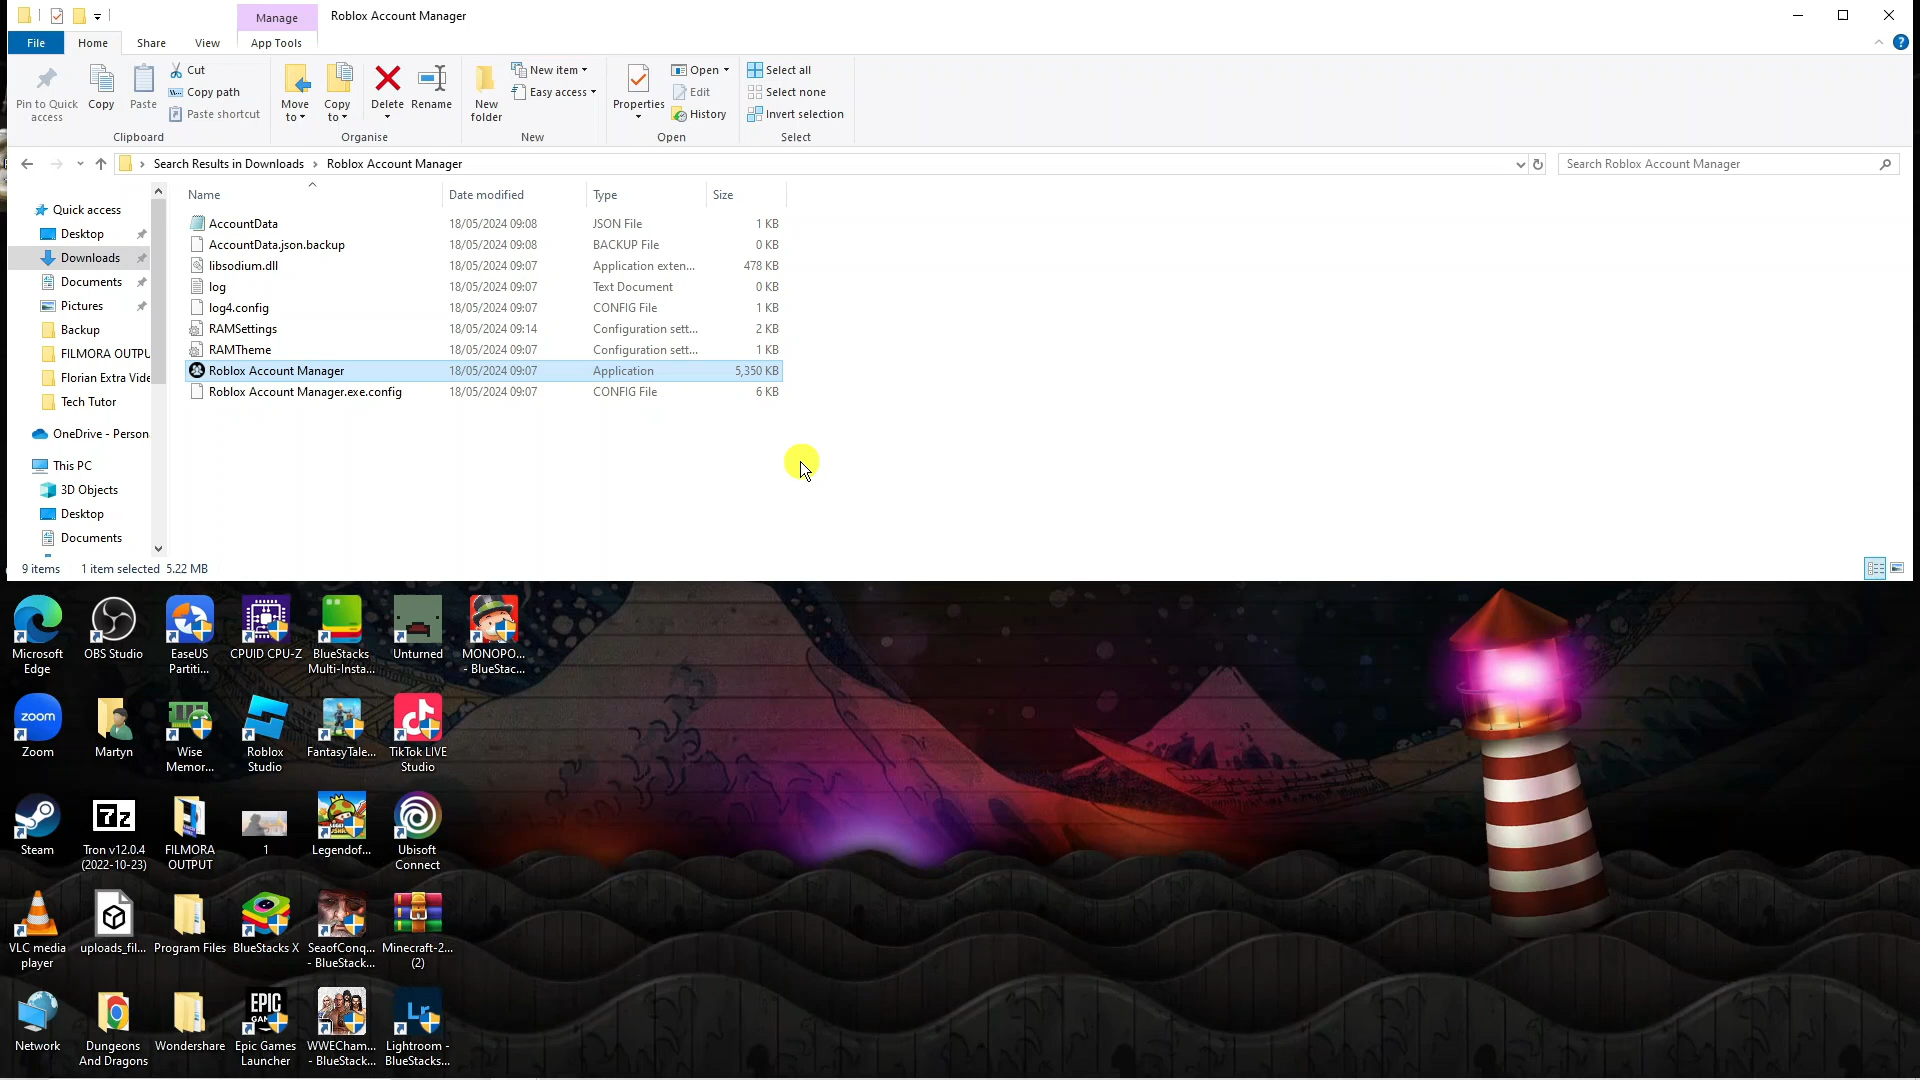 Manage
Roblox Account Manager
File
Home
Share
View
App Tools
Pin to Quick access
Copy
Paste
Cut
Copy path
Paste shortcut
Move to
Copy to
Delete
Rename
New folder
New item
Easy access
Properties
Open
Edit
History
Select all
Select none
Invert selection
Clipboard
Organise
New
Open
Select
Search Results in Downloads
Roblox Account Manager
Search Roblox Account Manager
Name
Date modified
Type
Size
Quick access
Desktop
Downloads
Documents
Pictures
Backup
FILMORA OUTPU
Florian Extra Vide
Tech Tutor
OneDrive - Person
This PC
3D Objects
Desktop
Documents
AccountData 18/05/2024 09:08 JSON File 1 KB
AccountData.json.backup 18/05/2024 09:08 BACKUP File 0 KB
libsodium.dll 18/05/2024 09:07 Application exten... 478 KB
log 18/05/2024 09:07 Text Document 0 KB
log4.config 18/05/2024 09:07 CONFIG File 1 KB
RAMSettings 18/05/2024 09:14 Configuration sett... 2 KB
RAMTheme 18/05/2024 09:07 Configuration sett... 1 KB
Roblox Account Manager 18/05/2024 09:07 Application 5,350 KB
Roblox Account Manager.exe.config 18/05/2024 09:07 CONFIG File 6 KB
9 items 1 item selected 5.22 MB
Microsoft
Edge
OBS Studio
EaseUS
Partiti...
CPUID CPU-Z
BlueStacks
Multi-Insta...
Unturned
MONOPO...
- BlueStac...
zoom
Zoom
Martyn
Wise
Memor...
Roblox
Studio
FantasyTale...
TikTok LIVE
Studio
Steam
7z
Tron v12.0.4
(2022-10-23)
FILMORA
OUTPUT
1
Legendof...
Ubisoft
Connect
VLC media
player
uploads_fil...
Program Files
BlueStacks X
SeaofConq...
- BlueStack...
Minecraft-2...
(2)
Network
Dungeons
And Dragons
Wondershare
EPIC
Epic Games
Launcher
WWECham...
- BlueStack...
Lr
Lightroom -
BlueStacks...